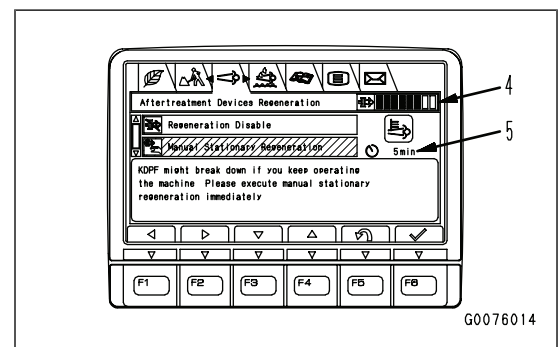 Aftertreatment Devices Regeneration
4
Regeneration Disable
5
Manual Stationary Regeneration
5min
KDPF might break down if you keep operating
the machine. Please execute manual stationary
regeneration immediately
F1 F2 F3 F4 F5 F6
G0076014